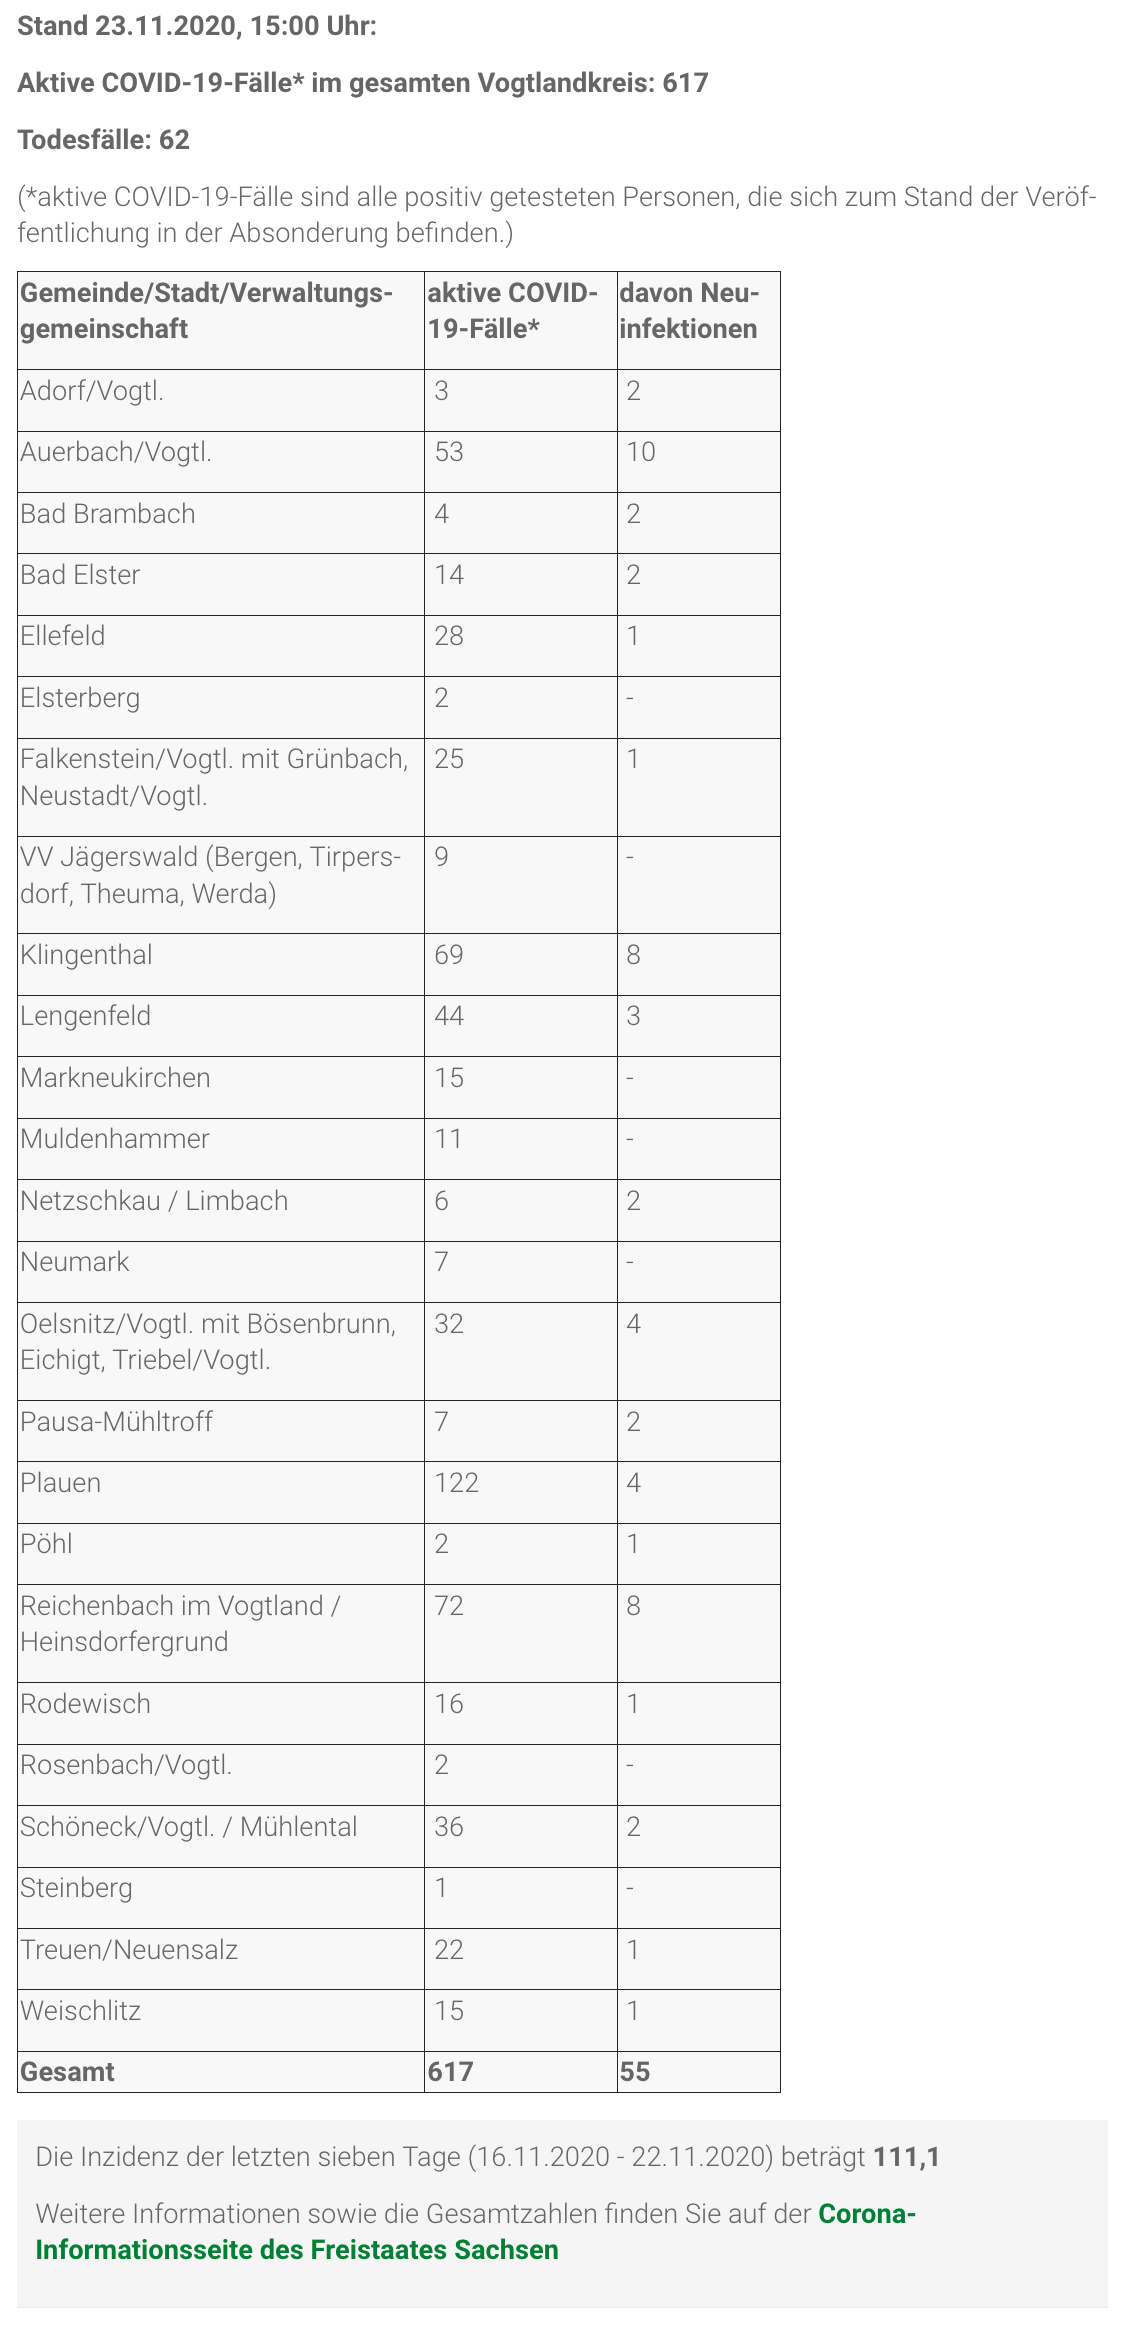 Stand 23.11.2020, 15:00 Uhr:
Aktive COVID-19-Fälle* im gesamten Vogtlandkreis: 617
Todesfälle: 62
(*aktive COVID-19-Fälle sind alle positiv getesteten Personen, die sich zum Stand der Veröf-
fentlichung in der Absonderung befinden.)
Gemeinde/Stadt/Verwaltungs- aktive COVID- davon Neu-
gemeinschaft 19-Fälle* infektionen
Adorf/Vogtl. 3 2
Auerbach/Vogtl. 53 10
Bad Brambach 4 2
Bad Elster 14 2
Ellefeld 28 1
Elsterberg 2 -
Falkenstein/Vogtl. mit Grünbach, 25 1
Neustadt/Vogtl.
VV Jägerswald (Bergen, Tirpers- 9 -
dorf, Theuma, Werda)
Klingenthal 69 8
Lengenfeld 44 3
Markneukirchen 15 -
Muldenhammer 11 -
Netzschkau / Limbach 6 2
Neumark 7 -
Oelsnitz/Vogtl. mit Bösenbrunn, 32 4
Eichigt, Triebel/Vogtl.
Pausa-Mühltroff 7 2
Plauen 122 4
Pöhl 2 1
Reichenbach im Vogtland / 72 8
Heinsdorfergrund
Rodewisch 16 1
Rosenbach/Vogtl. 2 -
Schöneck/Vogtl. / Mühlental 36 2
Steinberg 1 -
Treuen/Neuensalz 22 1
Weischlitz 15 1
Gesamt 617 55
Die Inzidenz der letzten sieben Tage (16.11.2020 - 22.11.2020) beträgt 111,1
Weitere Informationen sowie die Gesamtzahlen finden Sie auf der Corona-
Informationsseite des Freistaates Sachsen